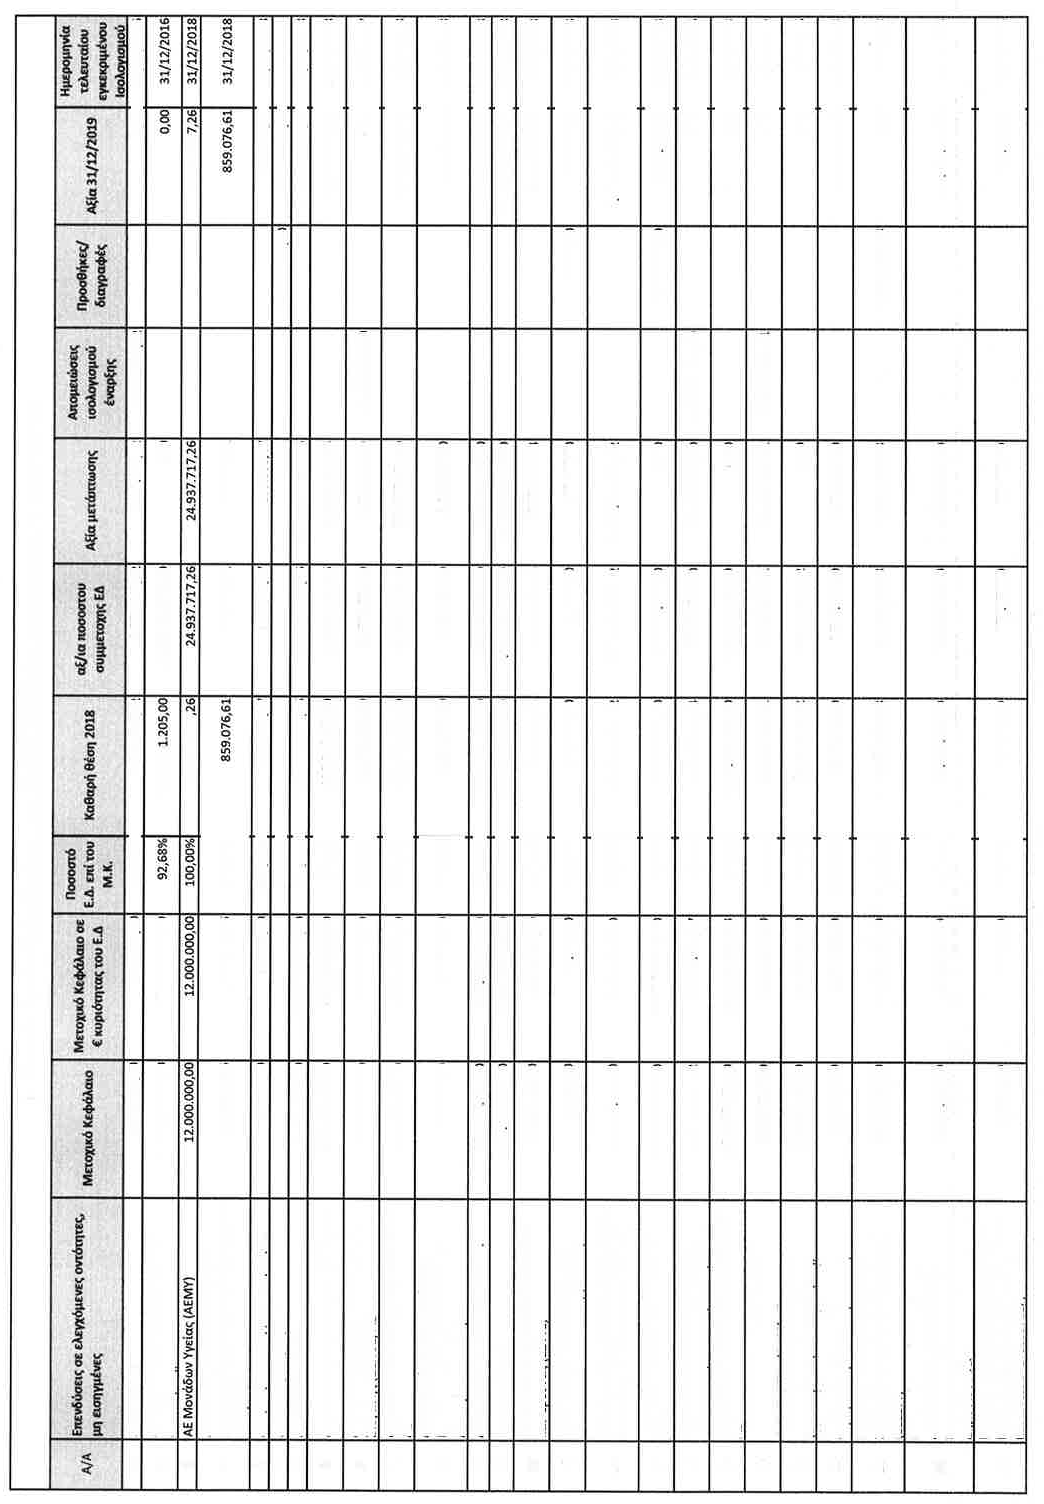 Α/Α
Επενδύσεις σε ελεγχόμενες οντότητες,
μη εισηγμένες
Μετοχικό Κεφάλαιο
Μετοχικό Κεφάλαιο σε
€ κυριότητας του Ε.Δ
Ποσοστό
Ε.Δ. επί του
Μ.Κ.
Καθαρή θέση 2018
αξ/ια ποσοστου
συμμετοχης ΕΔ
Αξία μετάπτωσης
Απομειώσεις
ισολογισμού
έναρξης
Προσθήκες/
διαγραφές
Αξία 31/12/2019
Ημερομηνία
τελευταίου
εγκεκριμένου
Ισολογισμού
92,68% 1.205,00 0,00 31/12/2016
ΑΕ Μονάδων Υγείας (ΑΕΜΥ) 12.000.000,00 12.000.000,00 100,00% ,26 24.937.717,26 24.937.717,26 7,26 31/12/2018
859.076,61 859.076,61 31/12/2018